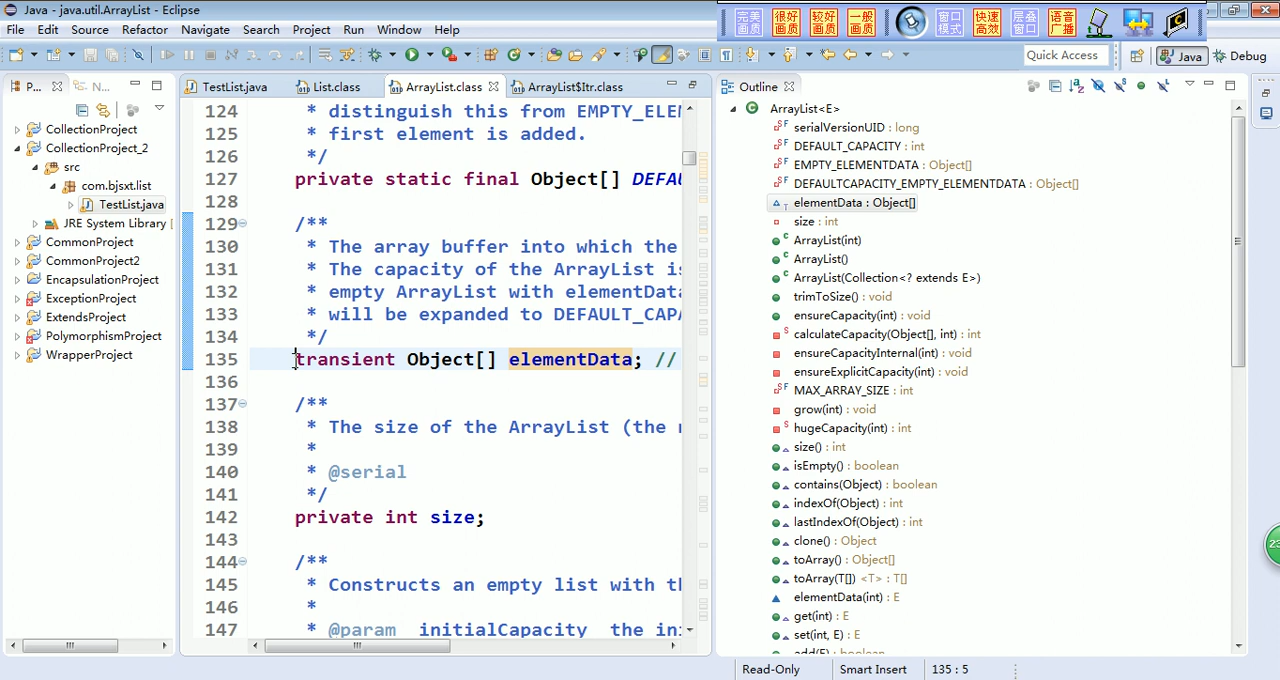 Java - java.util.ArrayList - Eclipse
完美画质 很好画质 较好画质 一般画质 窗口模式 快速高效 层叠窗口 语音广播
File Edit Source Refactor Navigate Search Project Run Window Help
Quick Access Java Debug
P... N...
CollectionProject
CollectionProject_2
src
com.bjsxt.list
TestList.java
JRE System Library [
CommonProject
CommonProject2
EncapsulationProject
ExceptionProject
ExtendsProject
PolymorphismProject
WrapperProject
TestList.java List.class ArrayList.class ArrayList$Itr.class
124 * distinguish this from EMPTY_ELE
125 * first element is added.
126 */
127 private static final Object[] DEFAU
128
129 /**
130 * The array buffer into which the
131 * The capacity of the ArrayList is
132 * empty ArrayList with elementData
133 * will be expanded to DEFAULT_CAPA
134 */
135 transient Object[] elementData; //
136
137 /**
138 * The size of the ArrayList (the n
139 *
140 * @serial
141 */
142 private int size;
143
144 /**
145 * Constructs an empty list with th
146 *
147 * @param initialCapacity the ini
Outline
ArrayList<E>
serialVersionUID : long
DEFAULT_CAPACITY : int
EMPTY_ELEMENTDATA : Object[]
DEFAULTCAPACITY_EMPTY_ELEMENTDATA : Object[]
elementData : Object[]
size : int
ArrayList(int)
ArrayList()
ArrayList(Collection<? extends E>)
trimToSize() : void
ensureCapacity(int) : void
calculateCapacity(Object[], int) : int
ensureCapacityInternal(int) : void
ensureExplicitCapacity(int) : void
MAX_ARRAY_SIZE : int
grow(int) : void
hugeCapacity(int) : int
size() : int
isEmpty() : boolean
contains(Object) : boolean
indexOf(Object) : int
lastIndexOf(Object) : int
clone() : Object
toArray() : Object[]
toArray(T[]) <T> : T[]
elementData(int) : E
get(int) : E
set(int, E) : E
add(E) : boolean
23
Read-Only Smart Insert 135 : 5